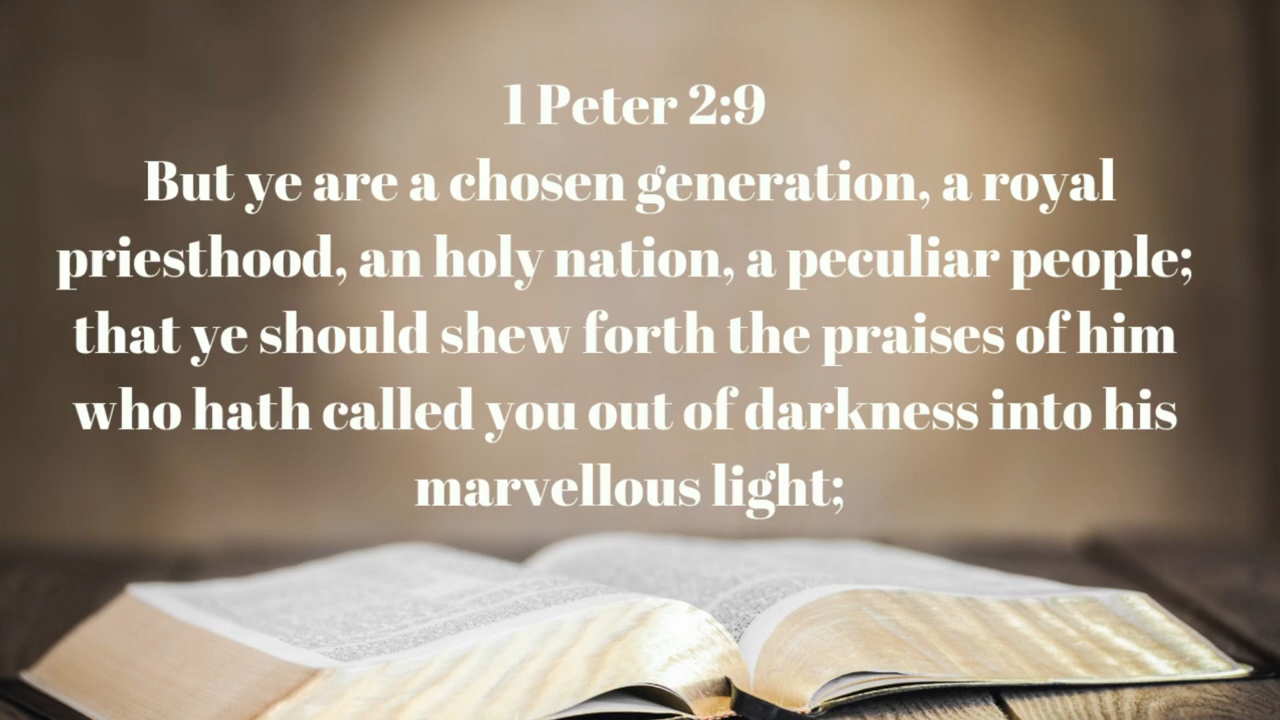 1 Peter 2:9
But ye are a chosen generation, a royal
priesthood, an holy nation, a peculiar people;
that ye should shew forth the praises of him
who hath called you out of darkness into his
marvellous light;